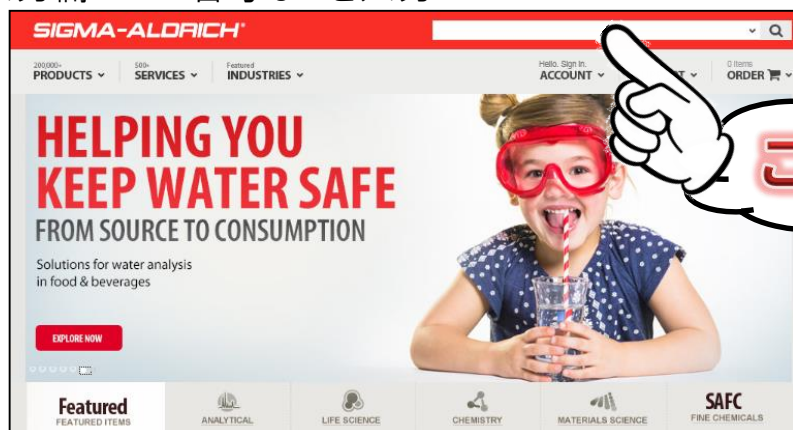 SIGMA-ALDRICH®
200,000+
PRODUCTS
500+
SERVICES
Featured
INDUSTRIES
Hello. Sign in.
ACCOUNT
0 Items
ORDER
HELPING YOU
KEEP WATER SAFE
FROM SOURCE TO CONSUMPTION
Solutions for water analysis
in food & beverages
EXPLORE NOW
Featured
FEATURED ITEMS
ANALYTICAL
LIFE SCIENCE
CHEMISTRY
MATERIALS SCIENCE
SAFC
FINE CHEMICALS